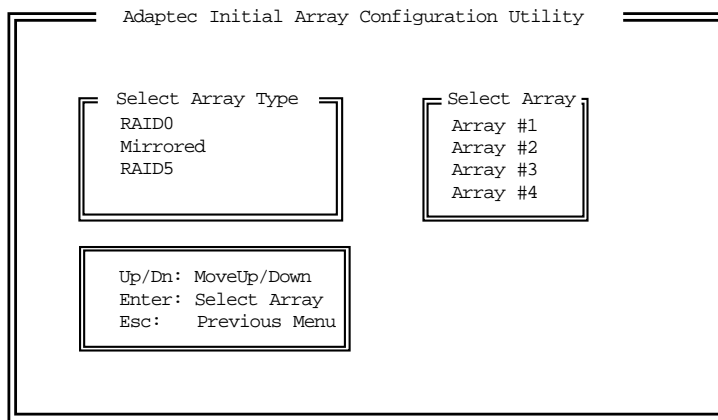 Adaptec Initial Array Configuration Utility
Select Array Type
RAID0
Mirrored
RAID5
Select Array
Array #1
Array #2
Array #3
Array #4
Up/Dn: MoveUp/Down
Enter: Select Array
Esc: Previous Menu